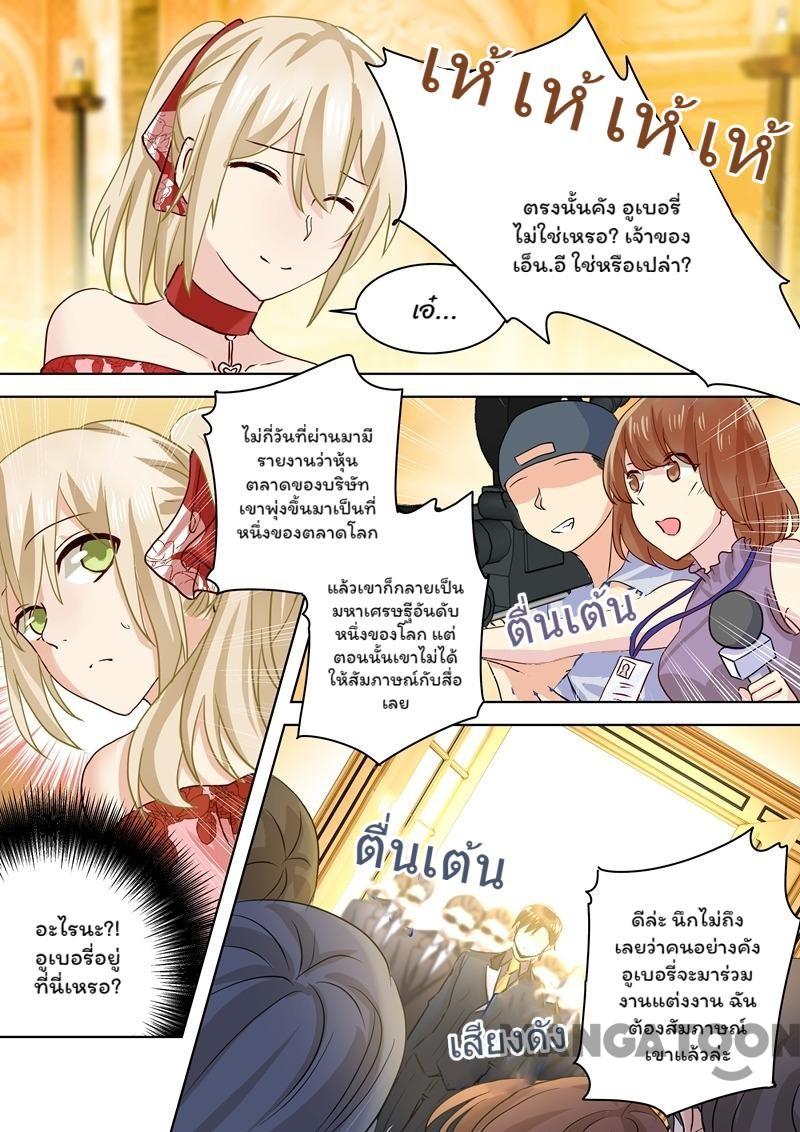 เห้ เห้ เห้ เห้
ตรงนั้นคัง อูเบอรี่
ไม่ใช่เหรอ? เจ้าของ
เอ็น.อี ใช่หรือเปล่า?
เอ๋...
ไม่กี่วันที่ผ่านมามี
รายงานว่าหุ้น
ตลาดของบริษัท
เขาพุ่งขึ้นมาเป็นที่
หนึ่งของตลาดโลก
แล้วเขาก็กลายเป็น
มหาเศรษฐีอันดับ
หนึ่งของโลก แต่
ตอนนั้นเขาไม่ได้
ให้สัมภาษณ์กับสื่อ
เลย
ตื่นเต้น
อะไรนะ?!
อูเบอรี่อยู่
ที่นี่เหรอ?
ตื่นเต้น
เสียงดัง
ดีล่ะ นึกไม่ถึง
เลยว่าคนอย่างคัง
อูเบอรี่จะมาร่วม
งานแต่งงาน ฉัน
ต้องสัมภาษณ์
เขาแล้วล่ะ
MANGATOON